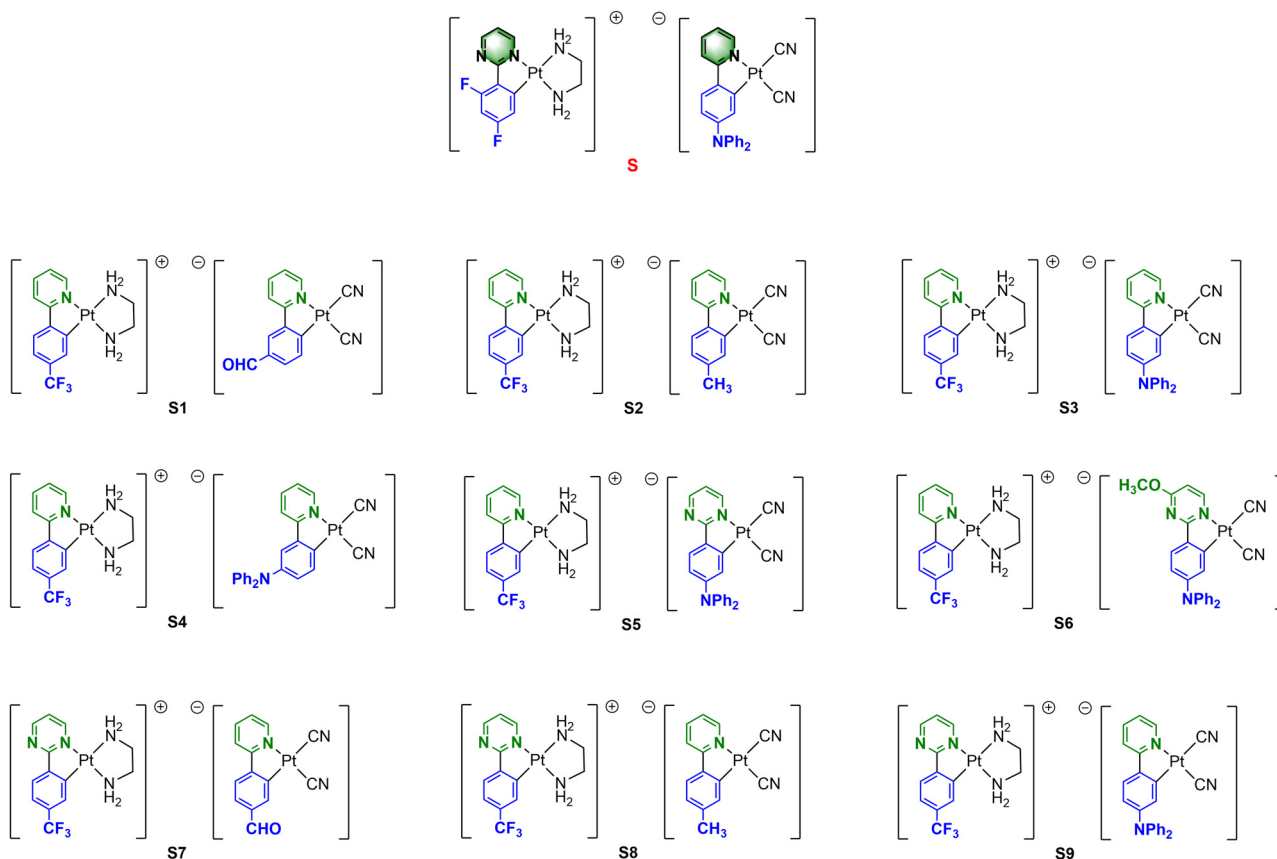 ⊕ ⊖
N N Pt H2 N N H2 F F
N Pt CN CN NPh2
S
⊕ ⊖
N Pt H2 N N H2 CF3
N Pt CN CN OHC
S1
⊕ ⊖
N Pt H2 N N H2 CF3
N Pt CN CN CH3
S2
⊕ ⊖
N Pt H2 N N H2 CF3
N Pt CN CN NPh2
S3
⊕ ⊖
N Pt H2 N N H2 CF3
N Pt CN CN Ph2N
S4
⊕ ⊖
N Pt H2 N N H2 CF3
N N Pt CN CN NPh2
S5
⊕ ⊖
N Pt H2 N N H2 CF3
H3CO N N Pt CN CN NPh2
S6
⊕ ⊖
N N Pt H2 N N H2 CF3
N Pt CN CN CHO
S7
⊕ ⊖
N N Pt H2 N N H2 CF3
N Pt CN CN CH3
S8
⊕ ⊖
N N Pt H2 N N H2 CF3
N Pt CN CN NPh2
S9